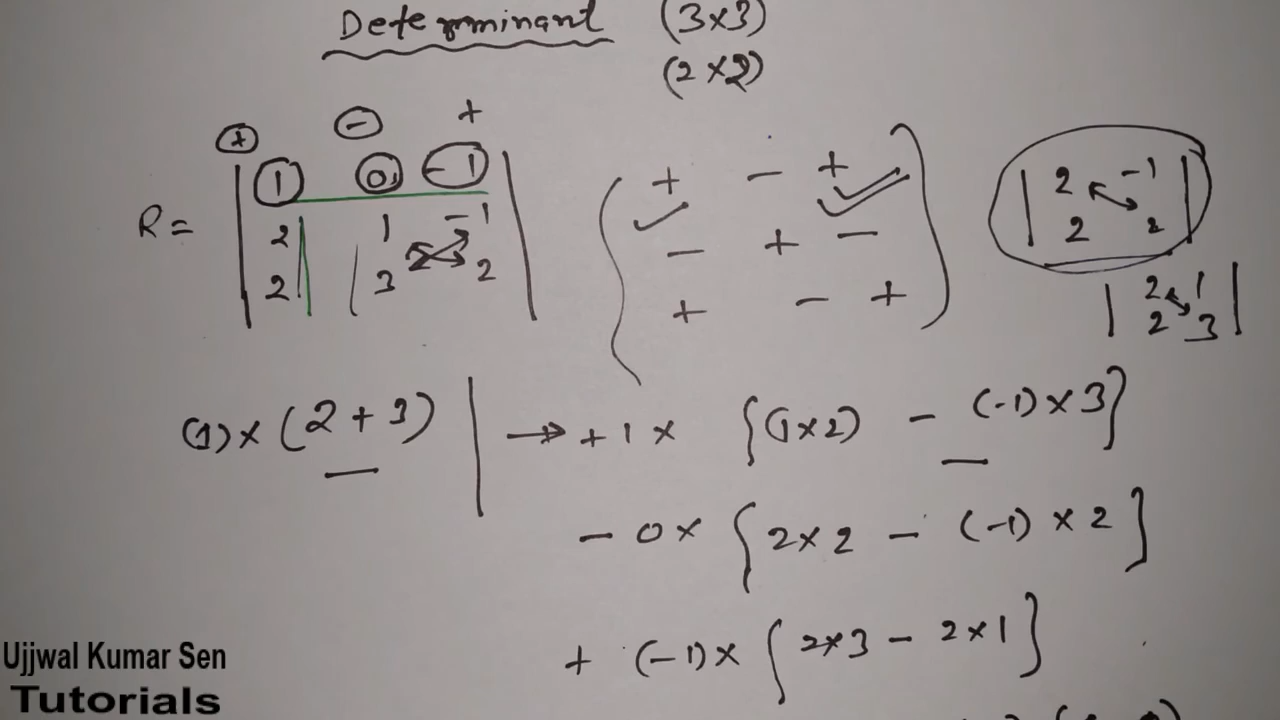 Determinant (3×3)
(2×2)
+ − +
R = | 1 0 −1 |
| 2 1 −1 |
| 2 3 2 |
( + − + )
− + −
+ − +
| 2 −1 |
| 2 2 |
| 2 1 |
| 2 3 |
(1)× (2+3) | → +1 × {(1×2) − (-1)×3}
− 0× {2×2 − (-1)×2}
+ (-1)× {2×3 − 2×1}
Ujjwal Kumar Sen
Tutorials